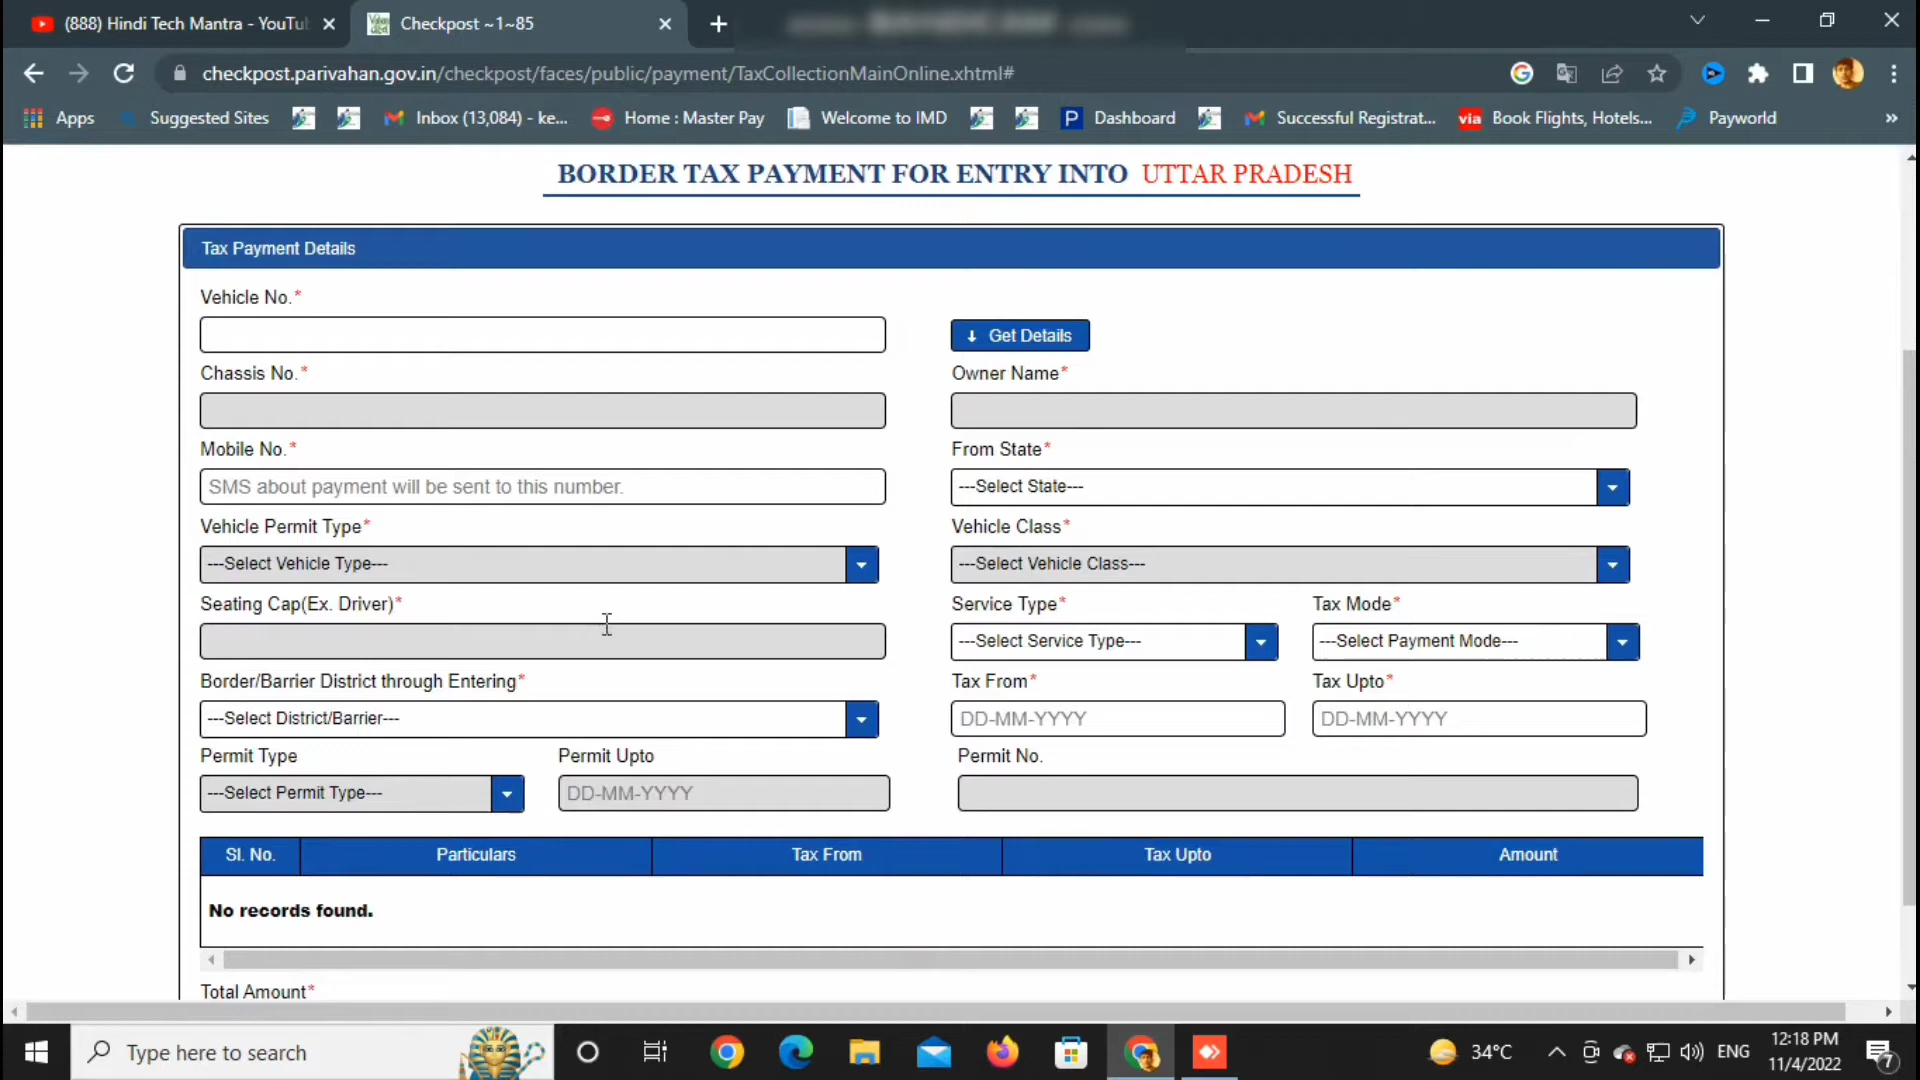 (888) Hindi Tech Mantra - YouTu
Checkpost ~1~85
checkpost.parivahan.gov.in/checkpost/faces/public/payment/TaxCollectionMainOnline.xhtml#
Apps
Suggested Sites
Inbox (13,084) - ke...
Home : Master Pay
Welcome to IMD
P Dashboard
Successful Registrat...
via Book Flights, Hotels...
Payworld
»
BORDER TAX PAYMENT FOR ENTRY INTO UTTAR PRADESH
Tax Payment Details
Vehicle No.*
Get Details
Chassis No.*
Owner Name*
Mobile No.*
From State*
SMS about payment will be sent to this number.
---Select State---
Vehicle Permit Type*
Vehicle Class*
---Select Vehicle Type---
---Select Vehicle Class---
Seating Cap(Ex. Driver)*
Service Type*
Tax Mode*
---Select Service Type---
---Select Payment Mode---
Border/Barrier District through Entering*
Tax From*
Tax Upto*
---Select District/Barrier---
DD-MM-YYYY
DD-MM-YYYY
Permit Type
Permit Upto
Permit No.
---Select Permit Type---
DD-MM-YYYY
Sl. No.
Particulars
Tax From
Tax Upto
Amount
No records found.
Total Amount*
Type here to search
34°C
ENG
12:18 PM
11/4/2022
7